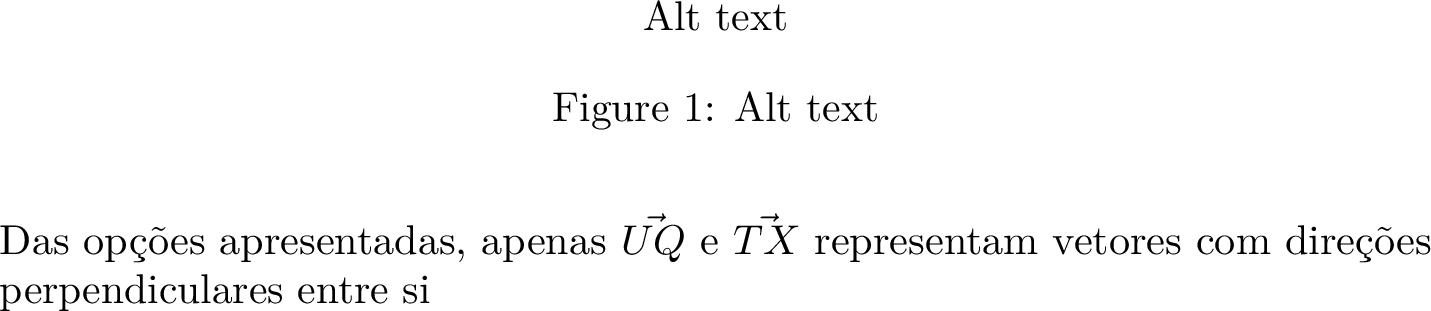 Alt text
Figure 1: Alt text
Das opções apresentadas, apenas $\vec{UQ}$ e $\vec{TX}$ representam vetores com direções
perpendiculares entre si